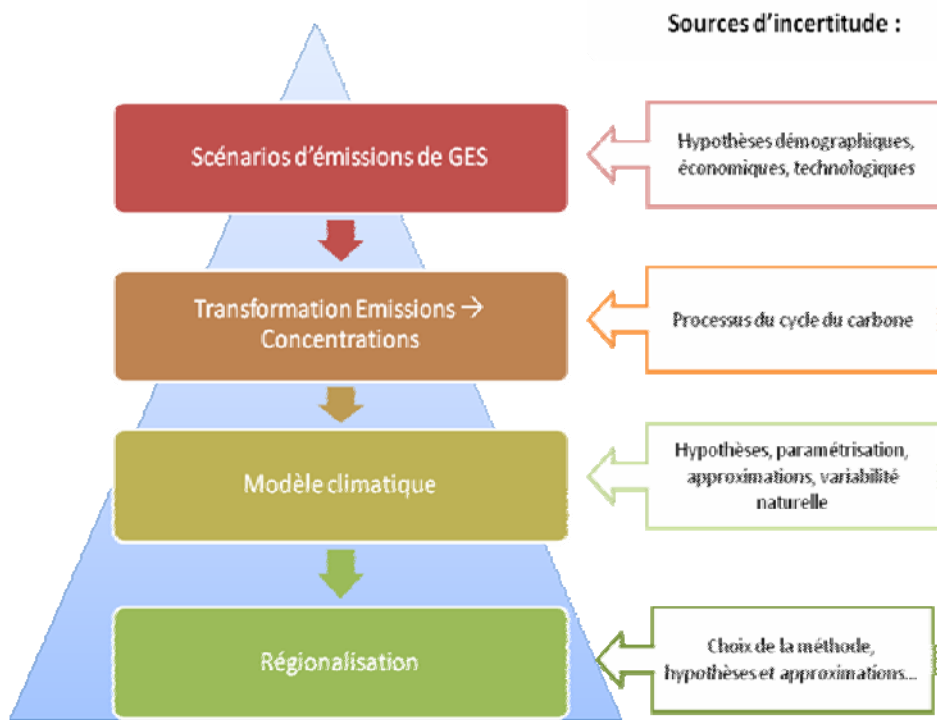 Sources d'incertitude :
Scénarios d'émissions de GES
Hypothèses démographiques,
économiques, technologiques
Transformation Emissions →
Concentrations
Processus du cycle du carbone
Modèle climatique
Hypothèses, paramétrisation,
approximations, variabilité
naturelle
Régionalisation
Choix de la méthode,
hypothèses et approximations...